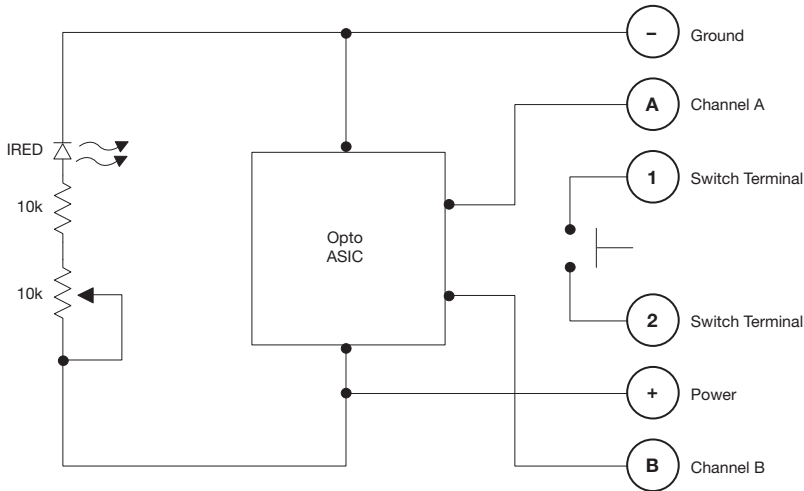 –
Ground
A
Channel A
IRED
1
Switch Terminal
10k
Opto
ASIC
10k
2
Switch Terminal
+
Power
B
Channel B